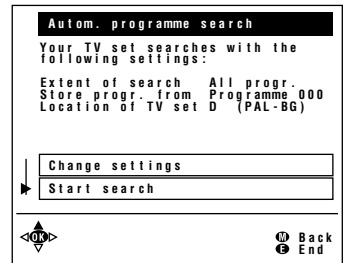 Autom. programme search
Your TV set searches with the
following settings:
Extent of search All progr.
Store progr. from Programme 000
Location of TV set D (PAL-BG)
Change settings
Start search
OK
M Back
E End